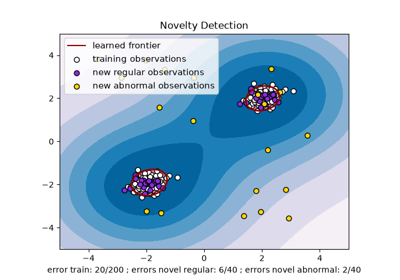 Novelty Detection
learned frontier
training observations
new regular observations
new abnormal observations
4
2
0
−2
−4
−4
−2
0
2
4
error train: 20/200 ; errors novel regular: 6/40 ; errors novel abnormal: 2/40